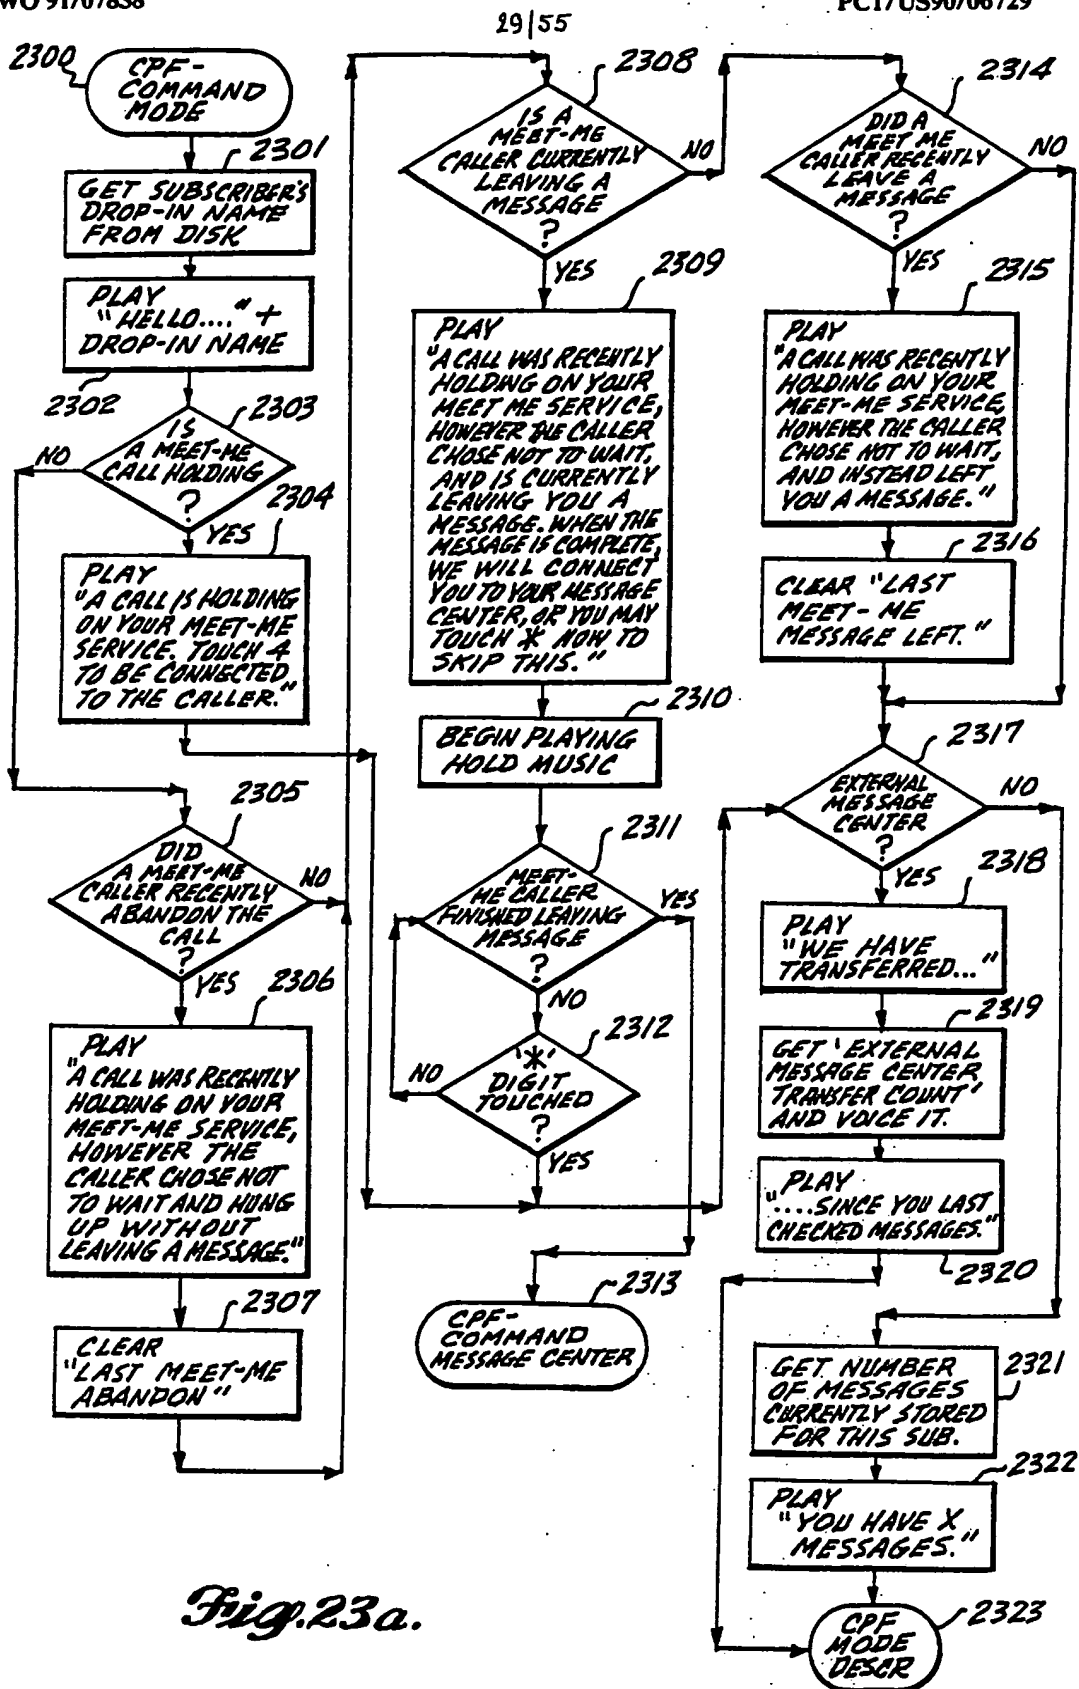 WO 91/07838
PCT/US90/06729
29/55
2300
CPF-
COMMAND
MODE
2301
GET SUBSCRIBER'S
DROP-IN NAME
FROM DISK
PLAY
"HELLO...." +
DROP-IN NAME
2302
2303
IS
A MEET-ME
CALL HOLDING
?
NO
YES
2304
PLAY
"A CALL IS HOLDING
ON YOUR MEET-ME
SERVICE. TOUCH 4
TO BE CONNECTED
TO THE CALLER."
2305
DID
A MEET-ME
CALLER RECENTLY
ABANDON THE
CALL
?
NO
YES
2306
PLAY
"A CALL WAS RECENTLY
HOLDING ON YOUR
MEET-ME SERVICE,
HOWEVER THE
CALLER CHOSE NOT
TO WAIT AND HUNG
UP WITHOUT
LEAVING A MESSAGE."
2307
CLEAR
"LAST MEET-ME
ABANDON"
2308
IS A
MEET-ME
CALLER CURRENTLY
LEAVING A
MESSAGE
?
NO
YES
2309
PLAY
"A CALL WAS RECENTLY
HOLDING ON YOUR
MEET ME SERVICE,
HOWEVER THE CALLER
CHOSE NOT TO WAIT,
AND IS CURRENTLY
LEAVING YOU A
MESSAGE. WHEN THE
MESSAGE IS COMPLETE,
WE WILL CONNECT
YOU TO YOUR MESSAGE
CENTER, OR YOU MAY
TOUCH * NOW TO
SKIP THIS."
2310
BEGIN PLAYING
HOLD MUSIC
2311
MEET-
ME CALLER
FINISHED LEAVING
MESSAGE
?
YES
NO
2312
'*'
DIGIT
TOUCHED
?
NO
YES
2313
CPF-
COMMAND
MESSAGE CENTER
2314
DID A
MEET ME
CALLER RECENTLY
LEAVE A
MESSAGE
?
NO
YES
2315
PLAY
"A CALL WAS RECENTLY
HOLDING ON YOUR
MEET-ME SERVICE,
HOWEVER THE CALLER
CHOSE NOT TO WAIT,
AND INSTEAD LEFT
YOU A MESSAGE."
2316
CLEAR "LAST
MEET-ME
MESSAGE LEFT."
2317
EXTERNAL
MESSAGE
CENTER
?
NO
YES
2318
PLAY
"WE HAVE
TRANSFERRED..."
2319
GET 'EXTERNAL
MESSAGE CENTER
TRANSFER COUNT'
AND VOICE IT.
PLAY
"....SINCE YOU LAST
CHECKED MESSAGES."
2320
GET NUMBER
OF MESSAGES
CURRENTLY STORED
FOR THIS SUB.
2321
2322
PLAY
"YOU HAVE X
MESSAGES."
2323
CPF
MODE
DESCR
Fig.23a.